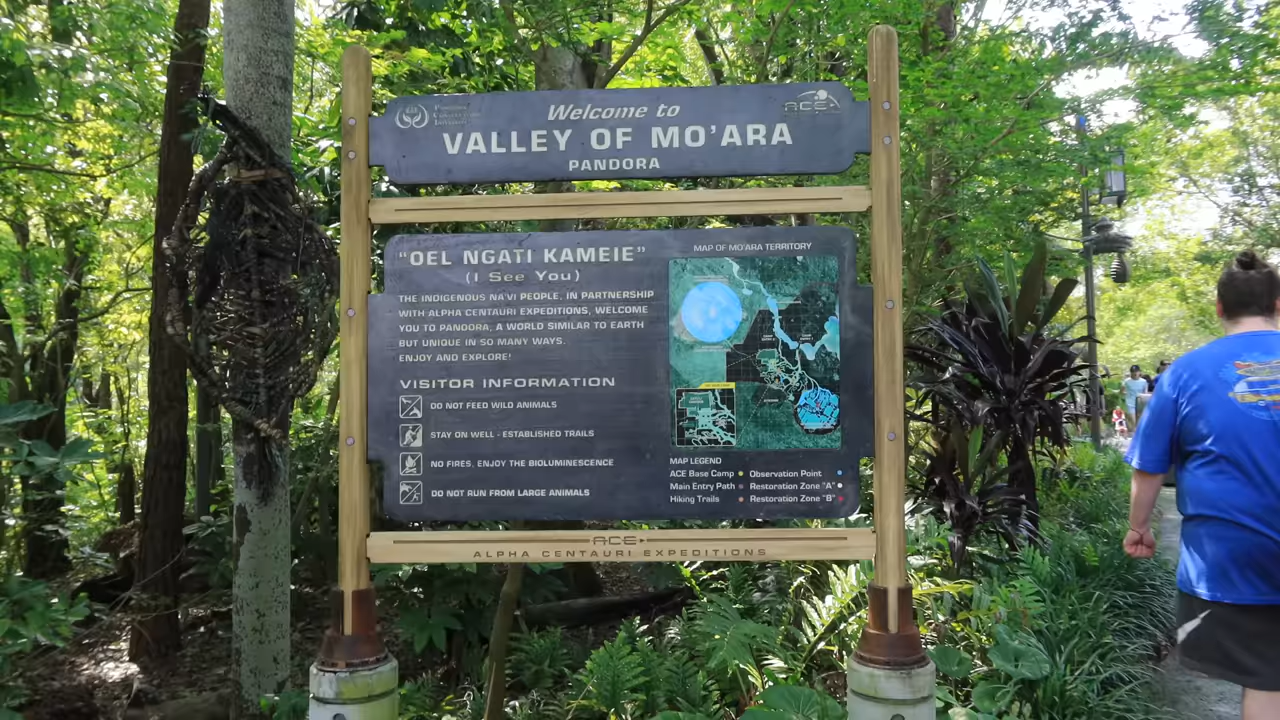 Welcome to
VALLEY OF MO'ARA
PANDORA
ACE
"OEL NGATI KAMEIE"
(I See You)
THE INDIGENOUS NA'VI PEOPLE, IN PARTNERSHIP
WITH ALPHA CENTAURI EXPEDITIONS, WELCOME
YOU TO PANDORA, A WORLD SIMILAR TO EARTH
BUT UNIQUE IN SO MANY WAYS.
ENJOY AND EXPLORE!
VISITOR INFORMATION
DO NOT FEED WILD ANIMALS
STAY ON WELL - ESTABLISHED TRAILS
NO FIRES, ENJOY THE BIOLUMINESCENCE
DO NOT RUN FROM LARGE ANIMALS
MAP OF MO'ARA TERRITORY
MAP LEGEND
ACE Base Camp
Main Entry Path
Hiking Trails
Observation Point
Restoration Zone "A"
Restoration Zone "B"
ACE
ALPHA CENTAURI EXPEDITIONS